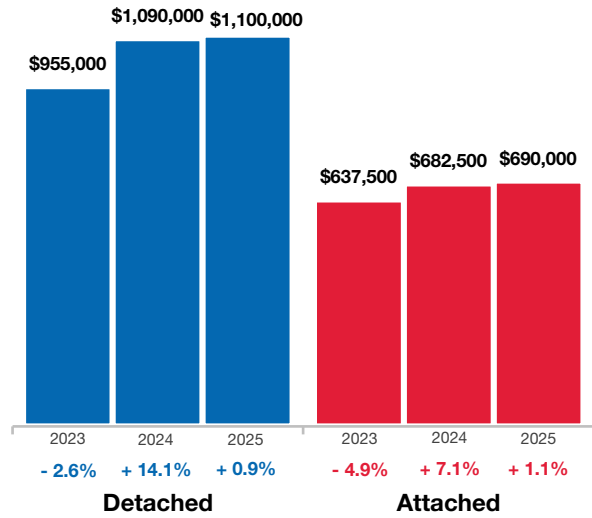 $955,000
$1,090,000
$1,100,000
$637,500
$682,500
$690,000
2023 2024 2025 2023 2024 2025
- 2.6% + 14.1% + 0.9% - 4.9% + 7.1% + 1.1%
Detached Attached